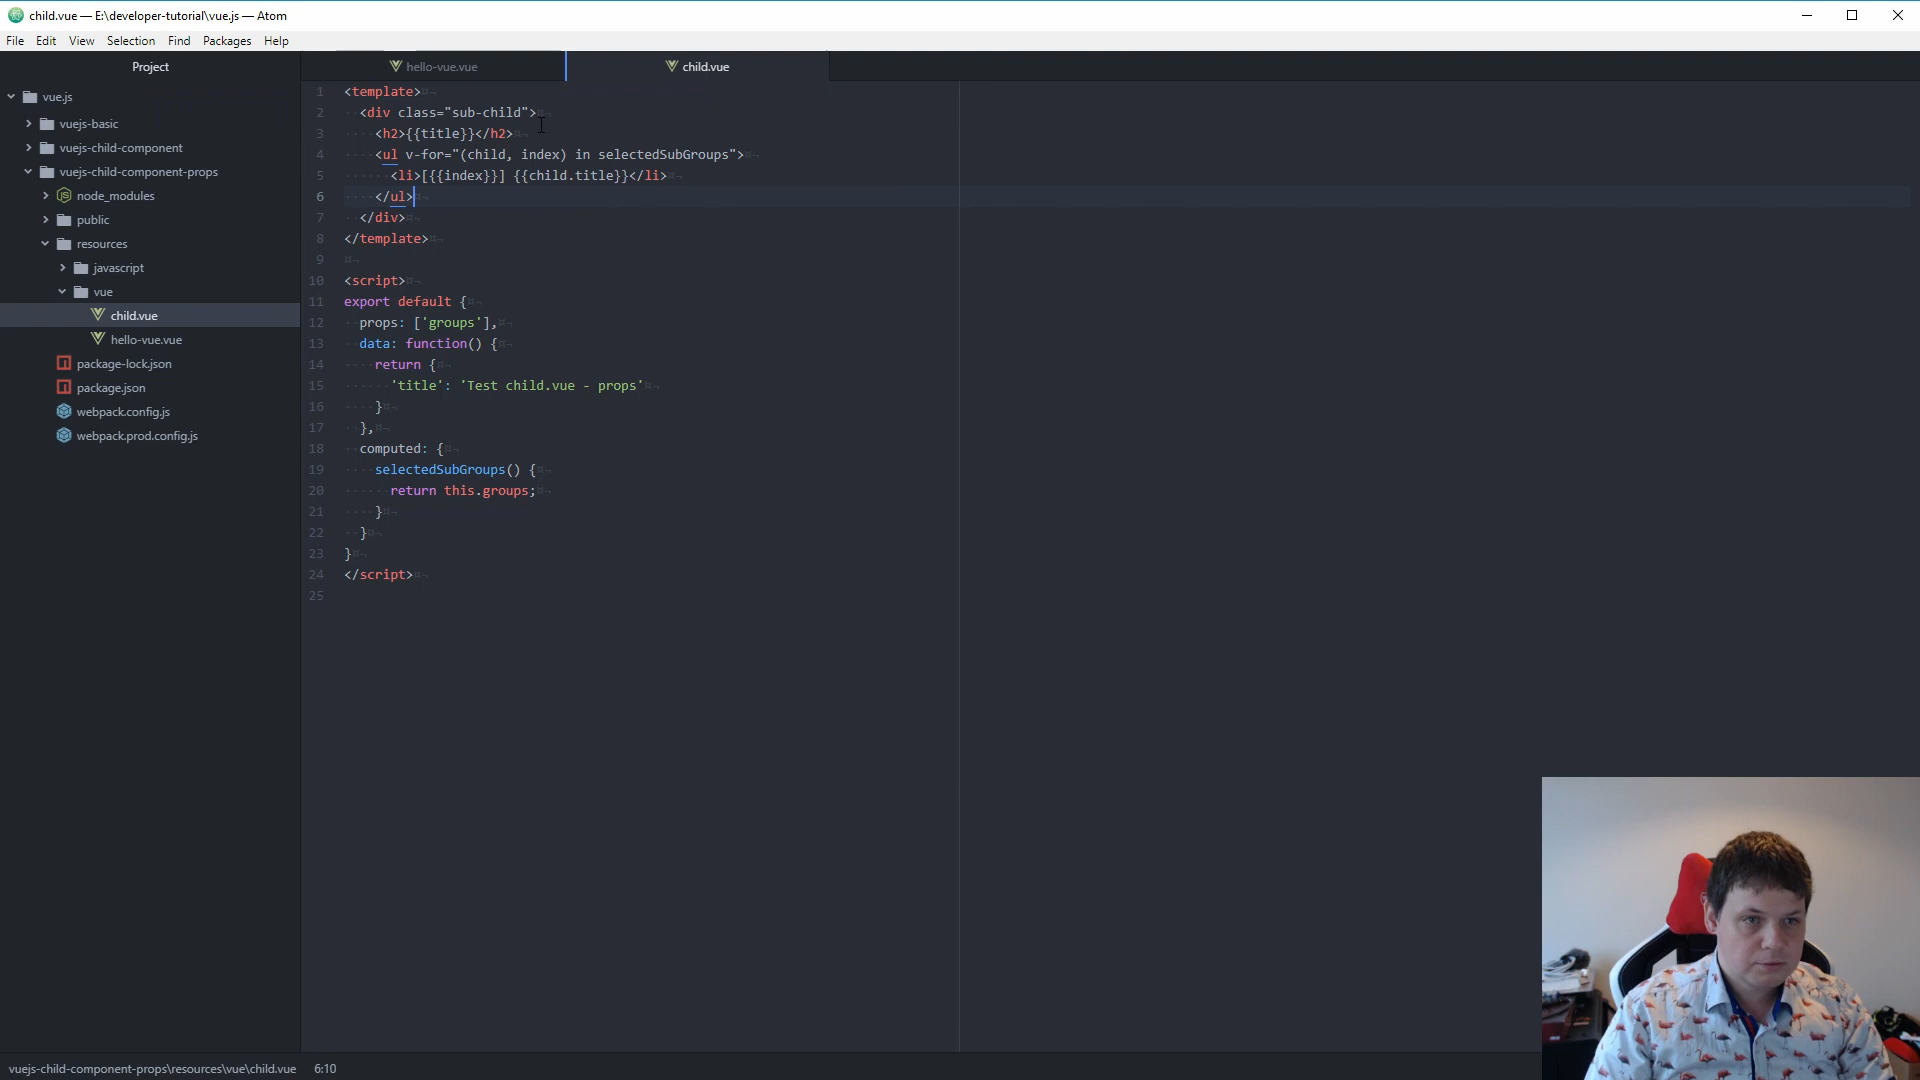 child.vue — E:\developer-tutorial\vue.js — Atom
File Edit View Selection Find Packages Help
Project
hello-vue.vue
child.vue
vue.js
vuejs-basic
vuejs-child-component
vuejs-child-component-props
node_modules
public
resources
javascript
vue
child.vue
hello-vue.vue
package-lock.json
package.json
webpack.config.js
webpack.prod.config.js
1 <template>
2 <div class="sub-child">
3 <h2>{{title}}</h2>
4 <ul v-for="(child, index) in selectedSubGroups">
5 <li>[{{index}}] {{child.title}}</li>
6 </ul>
7 </div>
8 </template>
9
10 <script>
11 export default {
12 props: ['groups'],
13 data: function() {
14 return {
15 'title': 'Test child.vue - props'
16 }
17 },
18 computed: {
19 selectedSubGroups() {
20 return this.groups;
21 }
22 }
23 }
24 </script>
25
vuejs-child-component-props\resources\vue\child.vue 6:10